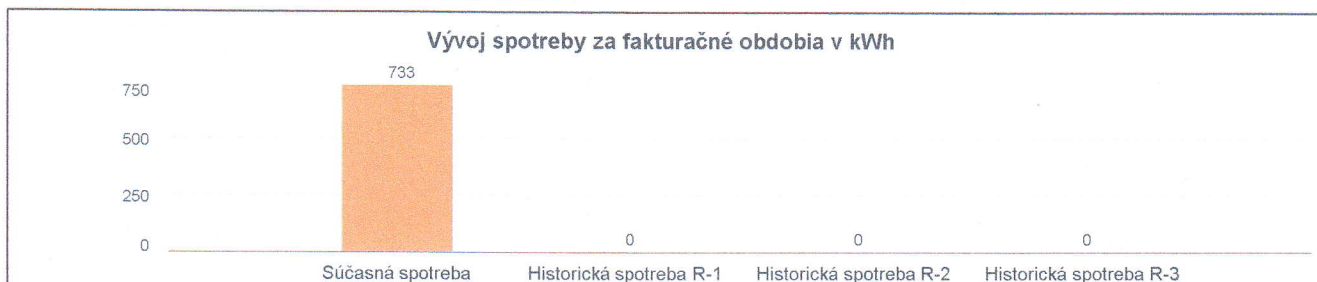 Vývoj spotreby za fakturačné obdobia v kWh
733
750
500
250
0
0
0
0
Súčasná spotreba
Historická spotreba R-1
Historická spotreba R-2
Historická spotreba R-3